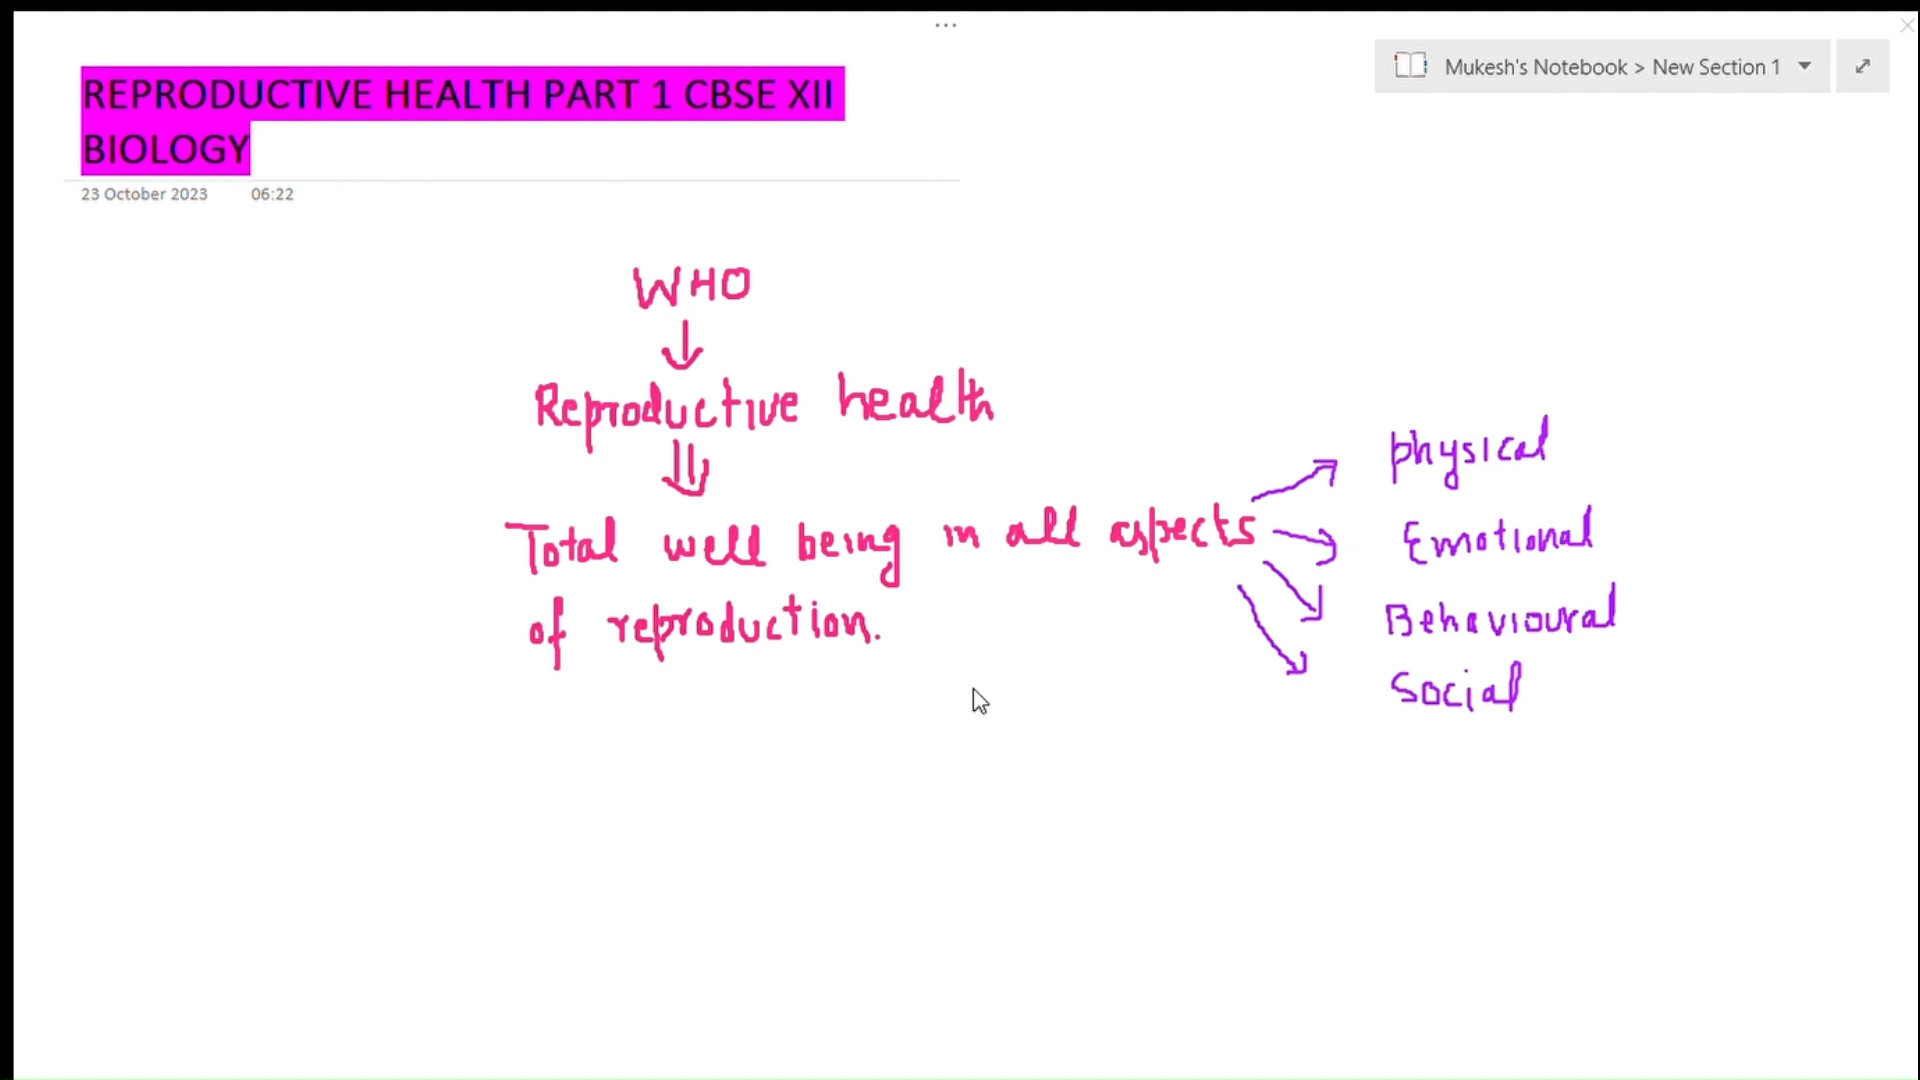 Mukesh's Notebook > New Section 1
REPRODUCTIVE HEALTH PART 1 CBSE XII
BIOLOGY
23 October 2023 06:22
WHO
Reproductive health
Total well being in all aspects
of reproduction.
physical
Emotional
Behavioural
Social